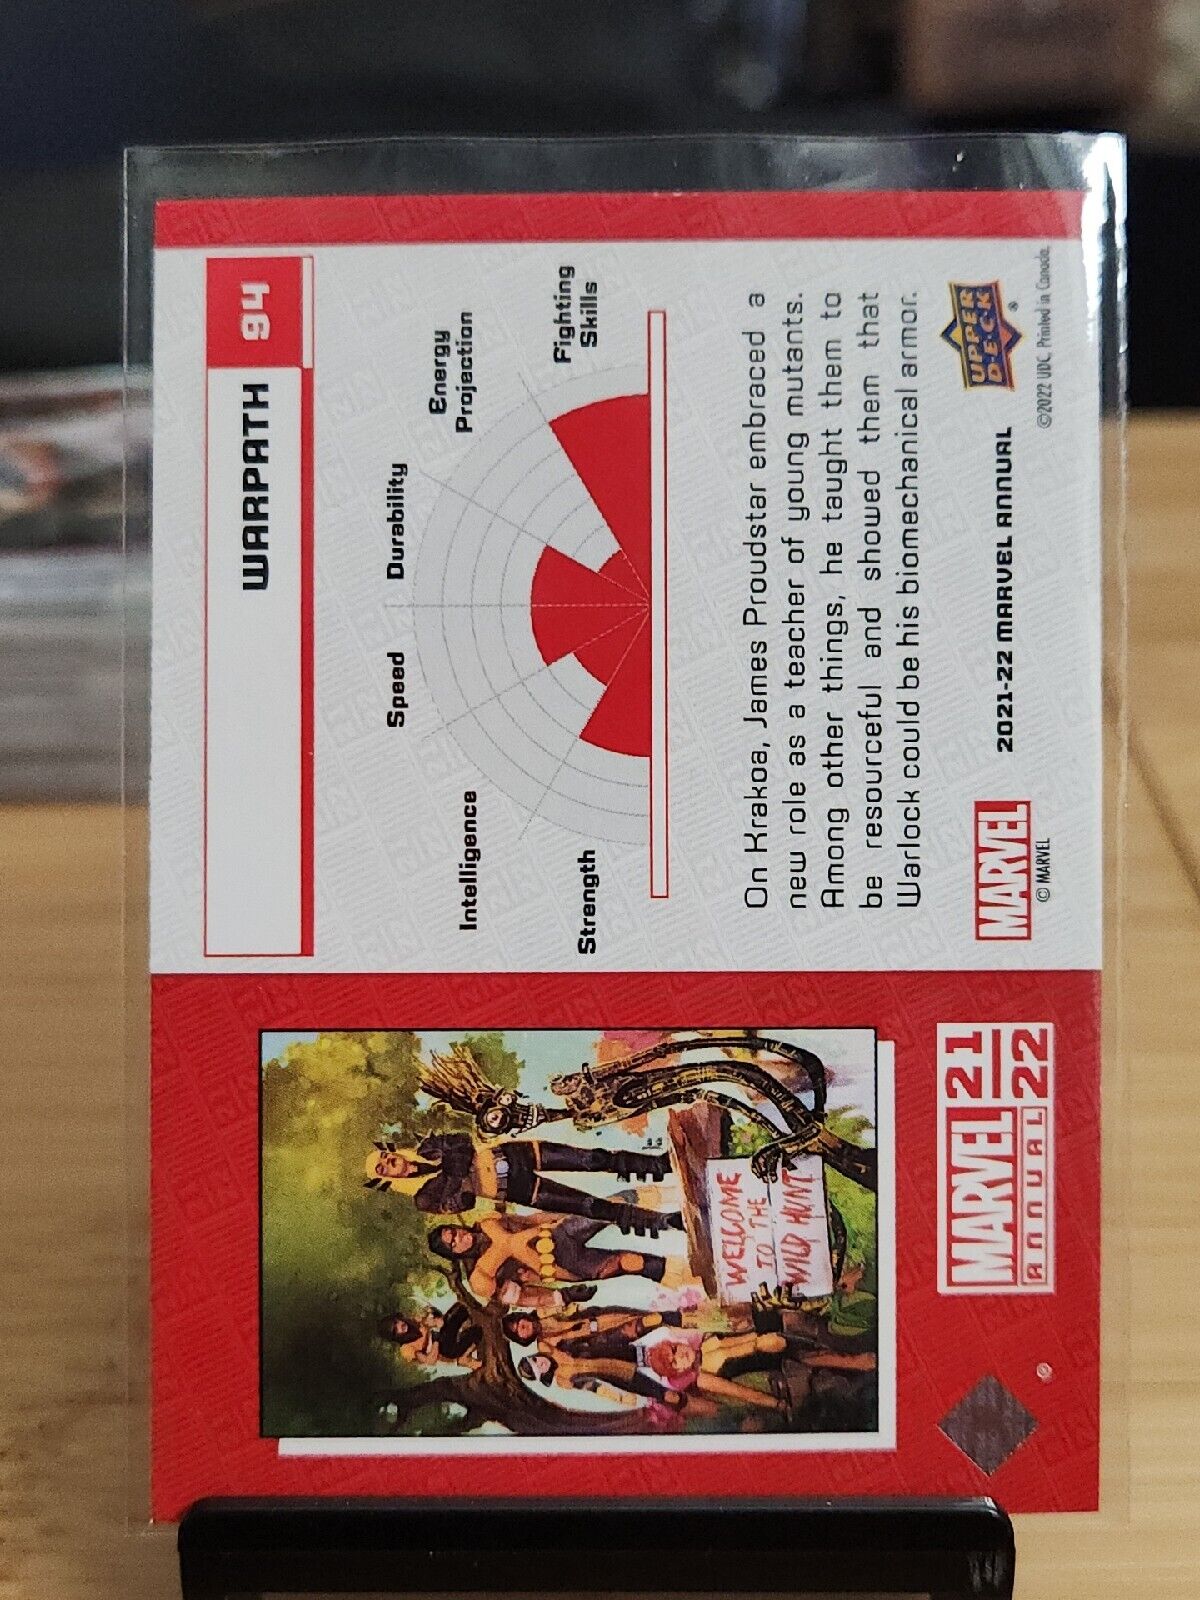 WARPATH 94
Strength
Intelligence
Speed
Durability
Energy
Projection
Fighting
Skills
On Krakoa, James Proudstar embraced a
new role as a teacher of young mutants.
Among other things, he taught them to
be resourceful and showed them that
Warlock could be his biomechanical armor.
MARVEL
© MARVEL
2021-22 MARVEL ANNUAL
UPPER
D·E·C·K
®
©2022 UDC. Printed in Canada.
WELCOME
TO THE
WILD HUNT
MARVEL 21
ANNUAL 22